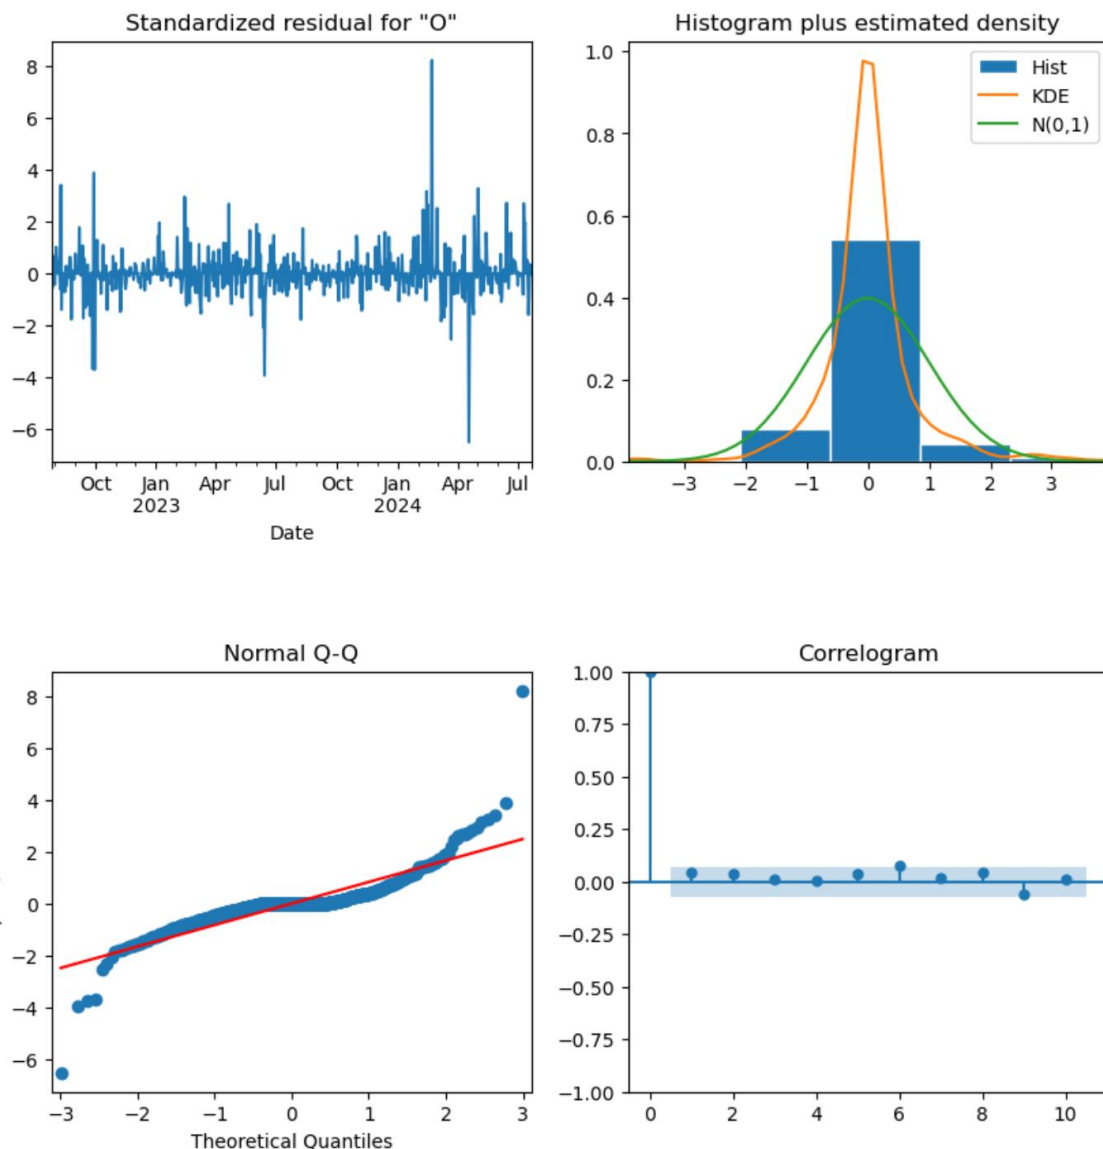 Standardized residual for "O"
8
6
4
2
0
−2
−4
−6
Oct Jan Apr Jul Oct Jan Apr Jul
2023 2024
Date
Histogram plus estimated density
1.0
0.8
0.6
0.4
0.2
0.0
Hist
KDE
N(0,1)
−3 −2 −1 0 1 2 3
Normal Q-Q
8
6
4
2
0
−2
−4
−6
−3 −2 −1 0 1 2 3
Theoretical Quantiles
Correlogram
1.00
0.75
0.50
0.25
0.00
−0.25
−0.50
−0.75
−1.00
0 2 4 6 8 10